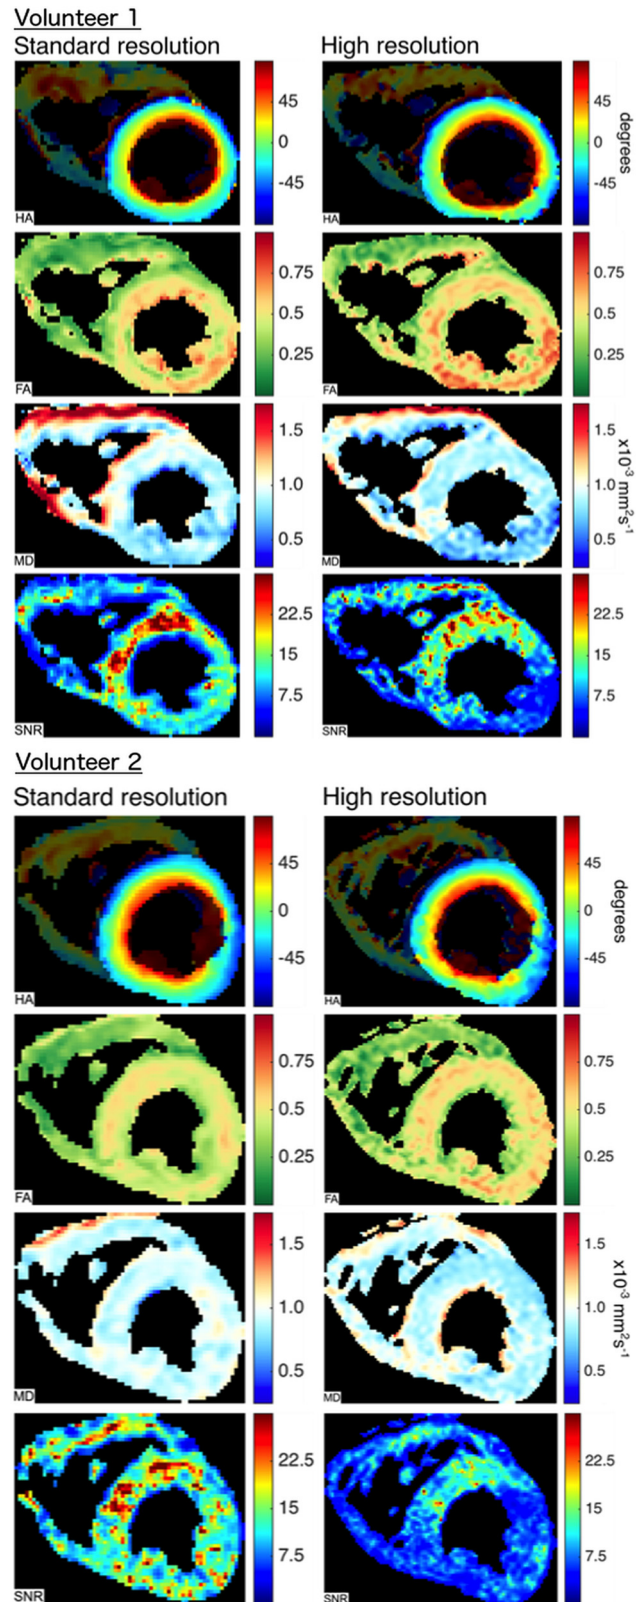 Volunteer 1
Standard resolution High resolution
HA
HA
45
0
-45
45
0
-45
degrees
FA
FA
0.75
0.5
0.25
0.75
0.5
0.25
MD
MD
1.5
1.0
0.5
1.5
1.0
0.5
x10⁻³ mm²s⁻¹
SNR
SNR
22.5
15
7.5
22.5
15
7.5
Volunteer 2
Standard resolution High resolution
HA
HA
45
0
-45
45
0
-45
degrees
FA
FA
0.75
0.5
0.25
0.75
0.5
0.25
MD
MD
1.5
1.0
0.5
1.5
1.0
0.5
x10⁻³ mm²s⁻¹
SNR
SNR
22.5
15
7.5
22.5
15
7.5